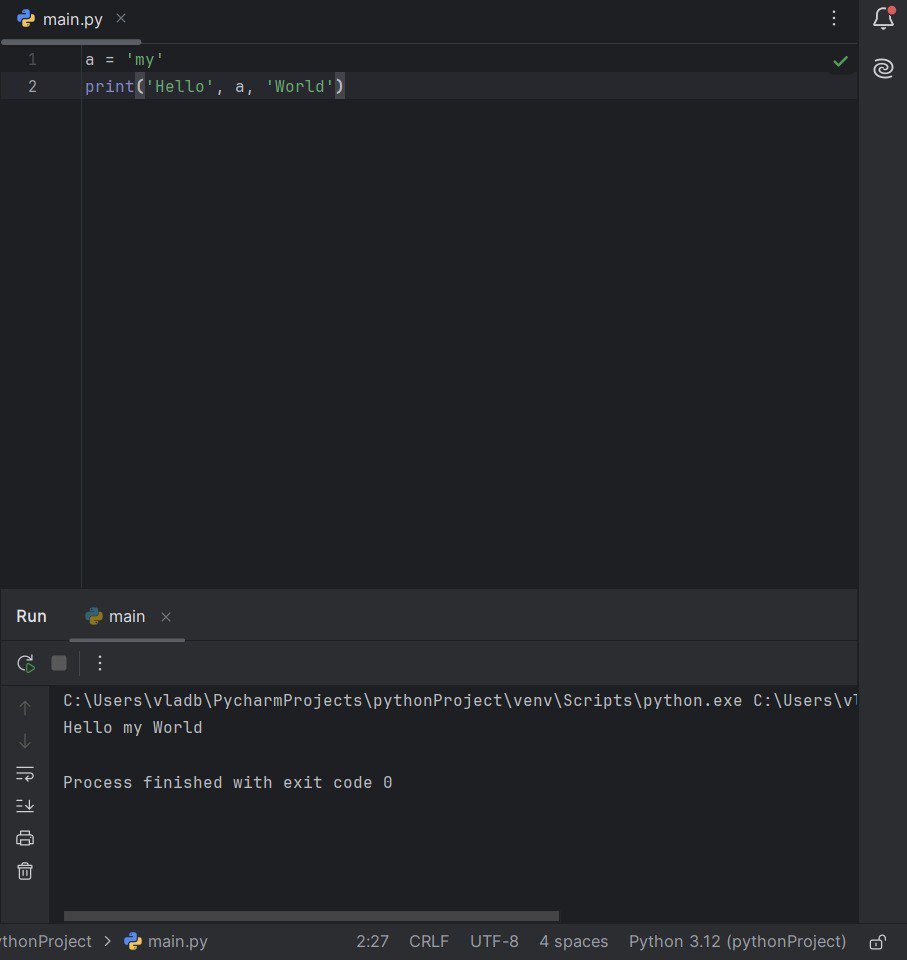 main.py
1 a = 'my'
2 print('Hello', a, 'World')
Run main
C:\Users\vladb\PycharmProjects\pythonProject\venv\Scripts\python.exe C:\Users\vl
Hello my World
Process finished with exit code 0
ythonProject > main.py 2:27 CRLF UTF-8 4 spaces Python 3.12 (pythonProject)